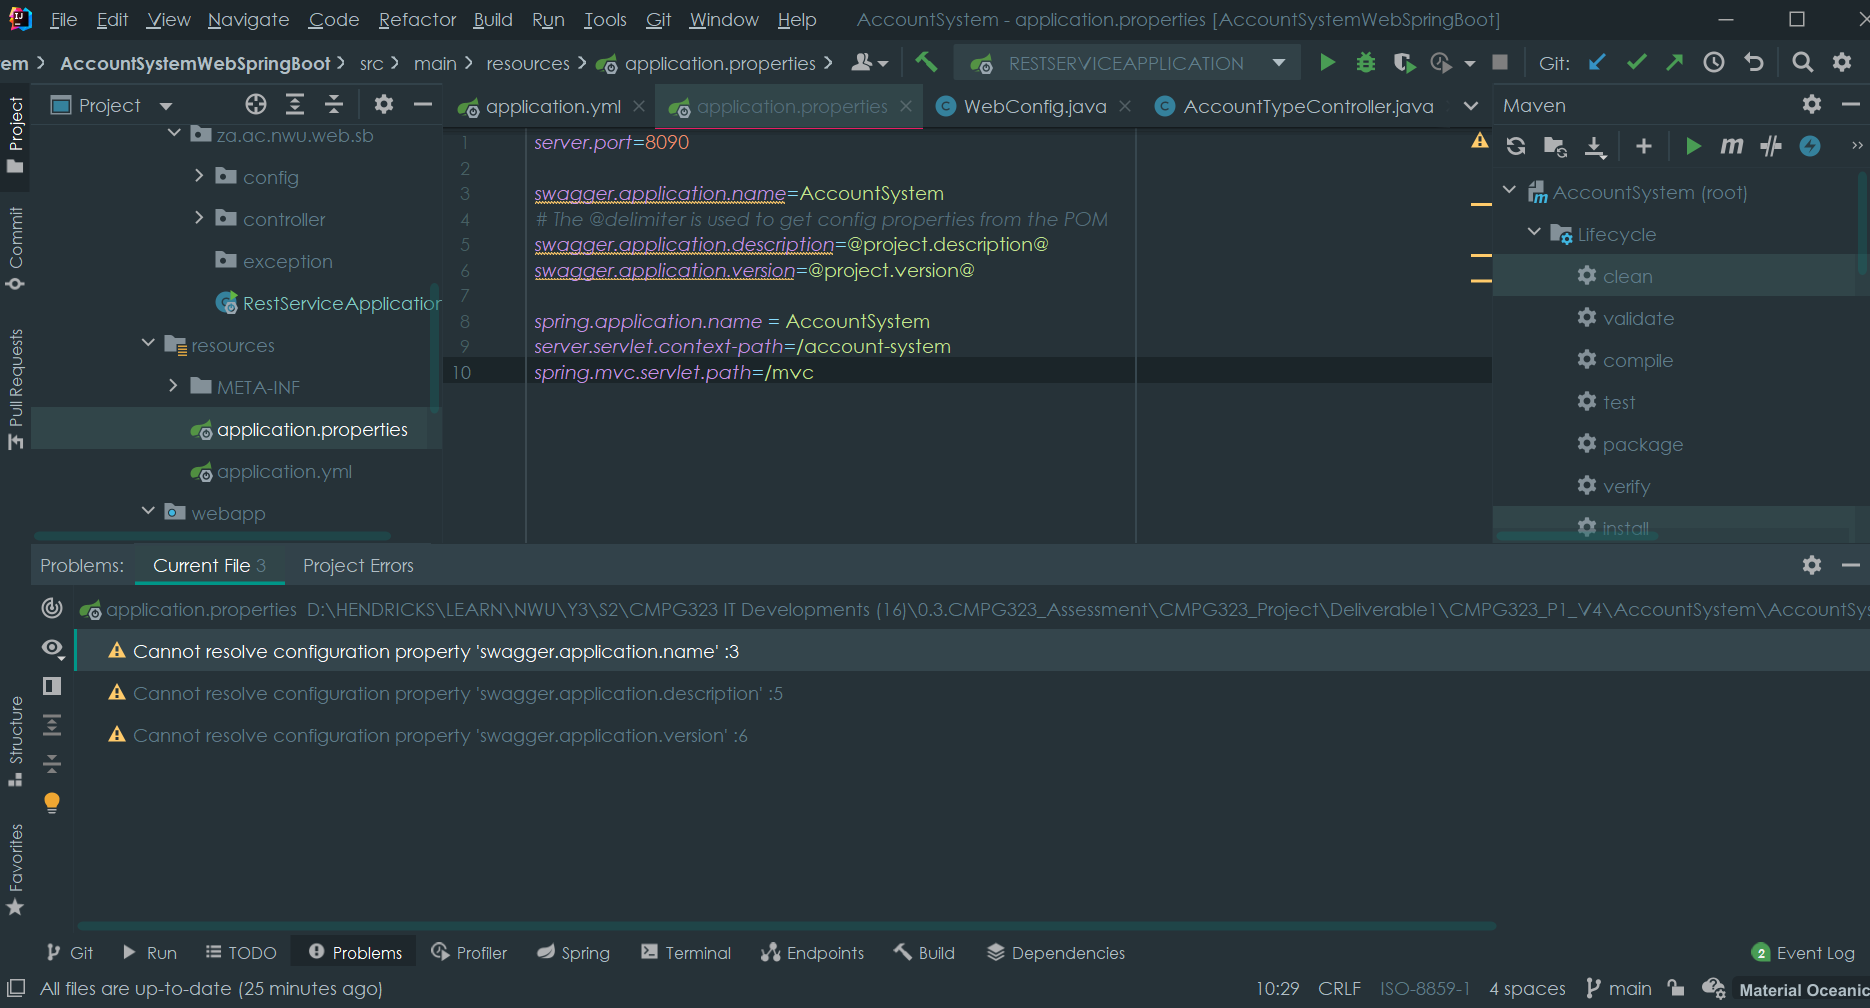 File Edit View Navigate Code Refactor Build Run Tools Git Window Help AccountSystem - application.properties [AccountSystemWebSpringBoot]
em AccountSystemWebSpringBoot src main resources application.properties RESTSERVICEAPPLICATION Git:
Project application.yml application.properties WebConfig.java AccountTypeController.java Maven
Project
Commit
Pull Requests
Structure
Favorites
za.ac.nwu.web.sb
config
controller
exception
RestServiceApplication
resources
META-INF
application.properties
application.yml
webapp
1 server.port=8090
2
3 swagger.application.name=AccountSystem
4 # The @delimiter is used to get config properties from the POM
5 swagger.application.description=@project.description@
6 swagger.application.version=@project.version@
7
8 spring.application.name = AccountSystem
9 server.servlet.context-path=/account-system
10 spring.mvc.servlet.path=/mvc
AccountSystem (root)
Lifecycle
clean
validate
compile
test
package
verify
install
Problems: Current File 3 Project Errors
application.properties D:\HENDRICKS\LEARN\NWU\Y3\S2\CMPG323 IT Developments (16)\0.3.CMPG323_Assessment\CMPG323_Project\Deliverable1\CMPG323_P1_V4\AccountSystem\AccountSys
Cannot resolve configuration property 'swagger.application.name' :3
Cannot resolve configuration property 'swagger.application.description' :5
Cannot resolve configuration property 'swagger.application.version' :6
Git Run TODO Problems Profiler Spring Terminal Endpoints Build Dependencies 2 Event Log
All files are up-to-date (25 minutes ago) 10:29 CRLF ISO-8859-1 4 spaces main Material Oceanic